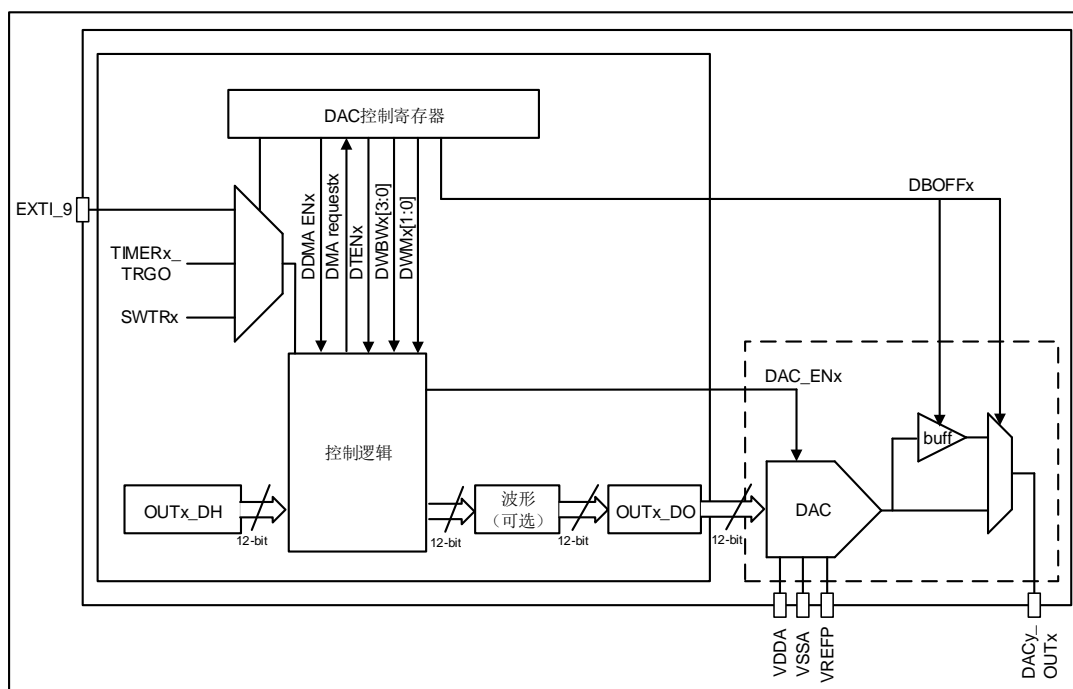 DAC控制寄存器
EXTI_9
TIMERx_
TRGO
SWTRx
DDMA ENx
DMA requestx
DTENx
DWBWx[3:0]
DWMx[1:0]
DBOFFx
DAC_ENx
控制逻辑
buff
OUTx_DH
12-bit
12-bit
波形
（可选）
12-bit
OUTx_DO
12-bit
DAC
VDDA
VSSA
VREFP
DACy_
OUTx